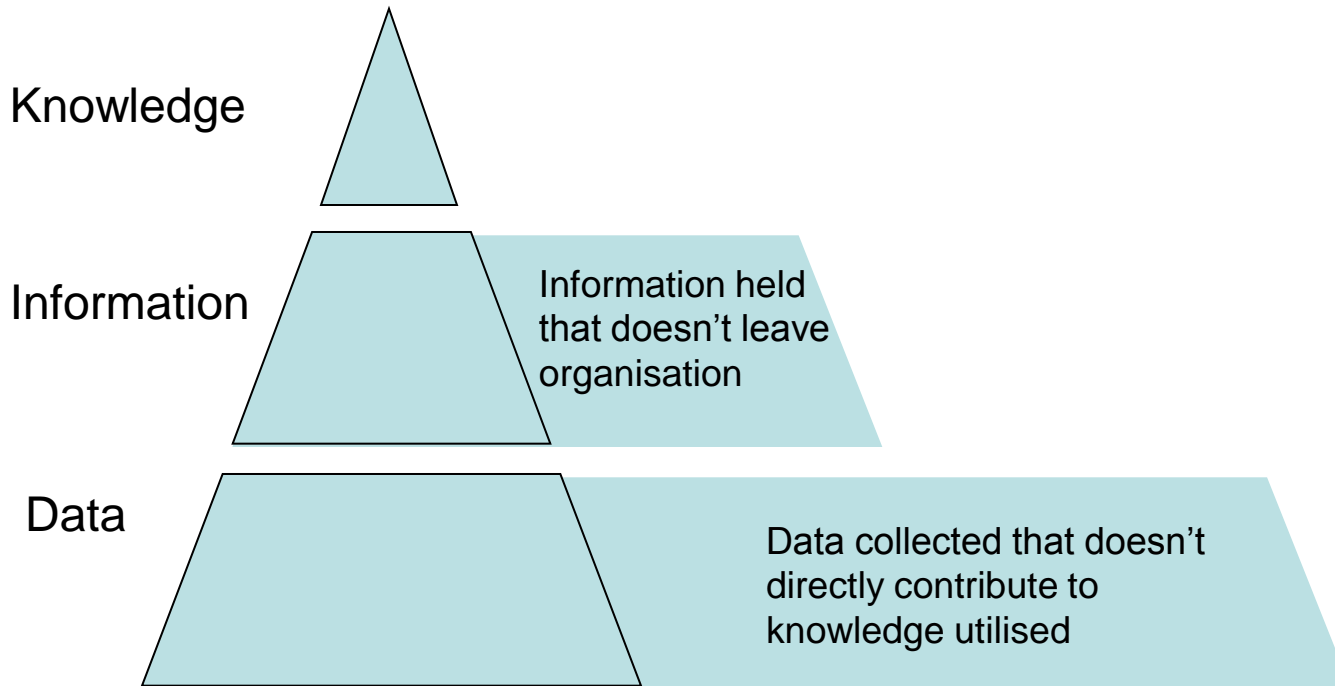 Knowledge
Information
Information held
that doesn’t leave
organisation
Data
Data collected that doesn’t
directly contribute to
knowledge utilised